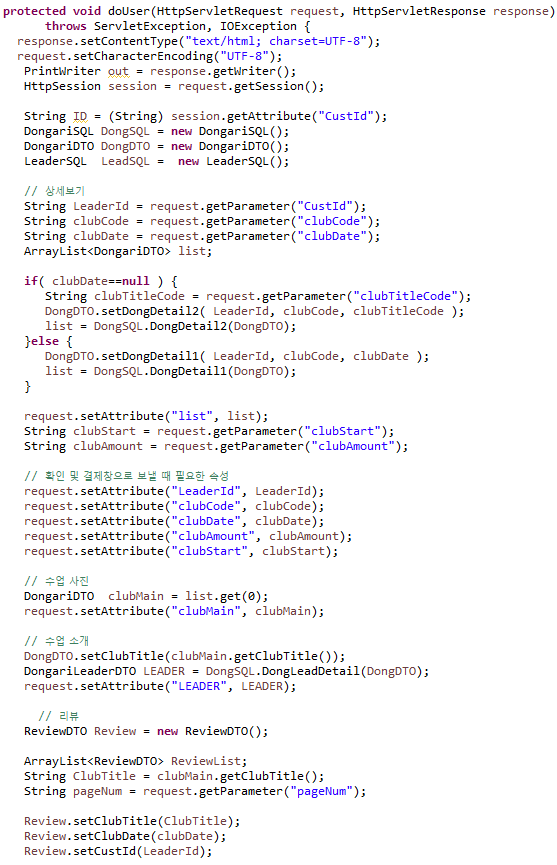 protected void doUser(HttpServletRequest request, HttpServletResponse response)
throws ServletException, IOException {
response.setContentType("text/html; charset=UTF-8");
request.setCharacterEncoding("UTF-8");
PrintWriter out = response.getWriter();
HttpSession session = request.getSession();
String ID = (String) session.getAttribute("CustId");
DongariSQL DongSQL = new DongariSQL();
DongariDTO DongDTO = new DongariDTO();
LeaderSQL  LeadSQL =  new LeaderSQL();
// 상세보기
String LeaderId = request.getParameter("CustId");
String clubCode = request.getParameter("clubCode");
String clubDate = request.getParameter("clubDate");
ArrayList<DongariDTO> list;
if( clubDate==null ) {
String clubTitleCode = request.getParameter("clubTitleCode");
DongDTO.setDongDetail2( LeaderId, clubCode, clubTitleCode );
list = DongSQL.DongDetail2(DongDTO);
}else {
DongDTO.setDongDetail1( LeaderId, clubCode, clubDate );
list = DongSQL.DongDetail1(DongDTO);
}
request.setAttribute("list", list);
String clubStart = request.getParameter("clubStart");
String clubAmount = request.getParameter("clubAmount");
// 확인 및 결제창으로 보낼 때 필요한 속성
request.setAttribute("LeaderId", LeaderId);
request.setAttribute("clubCode", clubCode);
request.setAttribute("clubDate", clubDate);
request.setAttribute("clubAmount", clubAmount);
request.setAttribute("clubStart", clubStart);
// 수업 사진
DongariDTO  clubMain = list.get(0);
request.setAttribute("clubMain", clubMain);
// 수업 소개
DongDTO.setClubTitle(clubMain.getClubTitle());
DongariLeaderDTO LEADER = DongSQL.DongLeadDetail(DongDTO);
request.setAttribute("LEADER", LEADER);
// 리뷰
ReviewDTO Review = new ReviewDTO();
ArrayList<ReviewDTO> ReviewList;
String ClubTitle = clubMain.getClubTitle();
String pageNum = request.getParameter("pageNum");
Review.setClubTitle(ClubTitle);
Review.setClubDate(clubDate);
Review.setCustId(LeaderId);